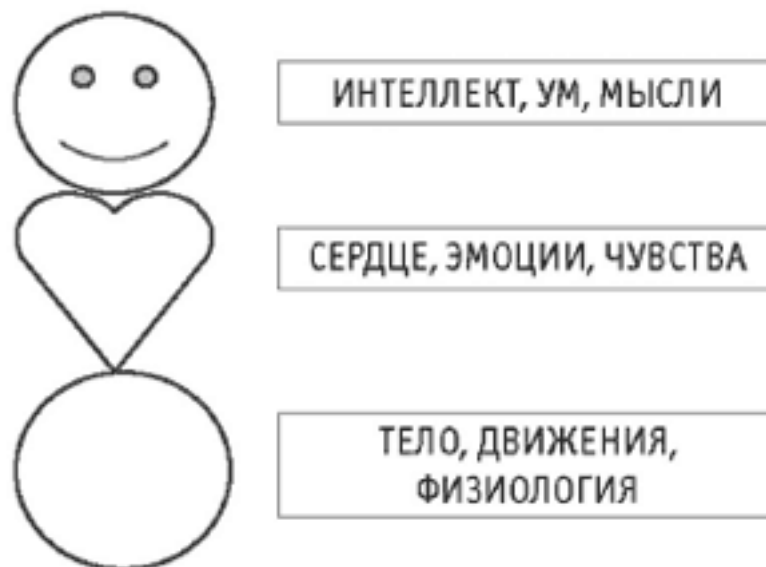 ИНТЕЛЛЕКТ, УМ, МЫСЛИ
СЕРДЦЕ, ЭМОЦИИ, ЧУВСТВА
ТЕЛО, ДВИЖЕНИЯ,
ФИЗИОЛОГИЯ